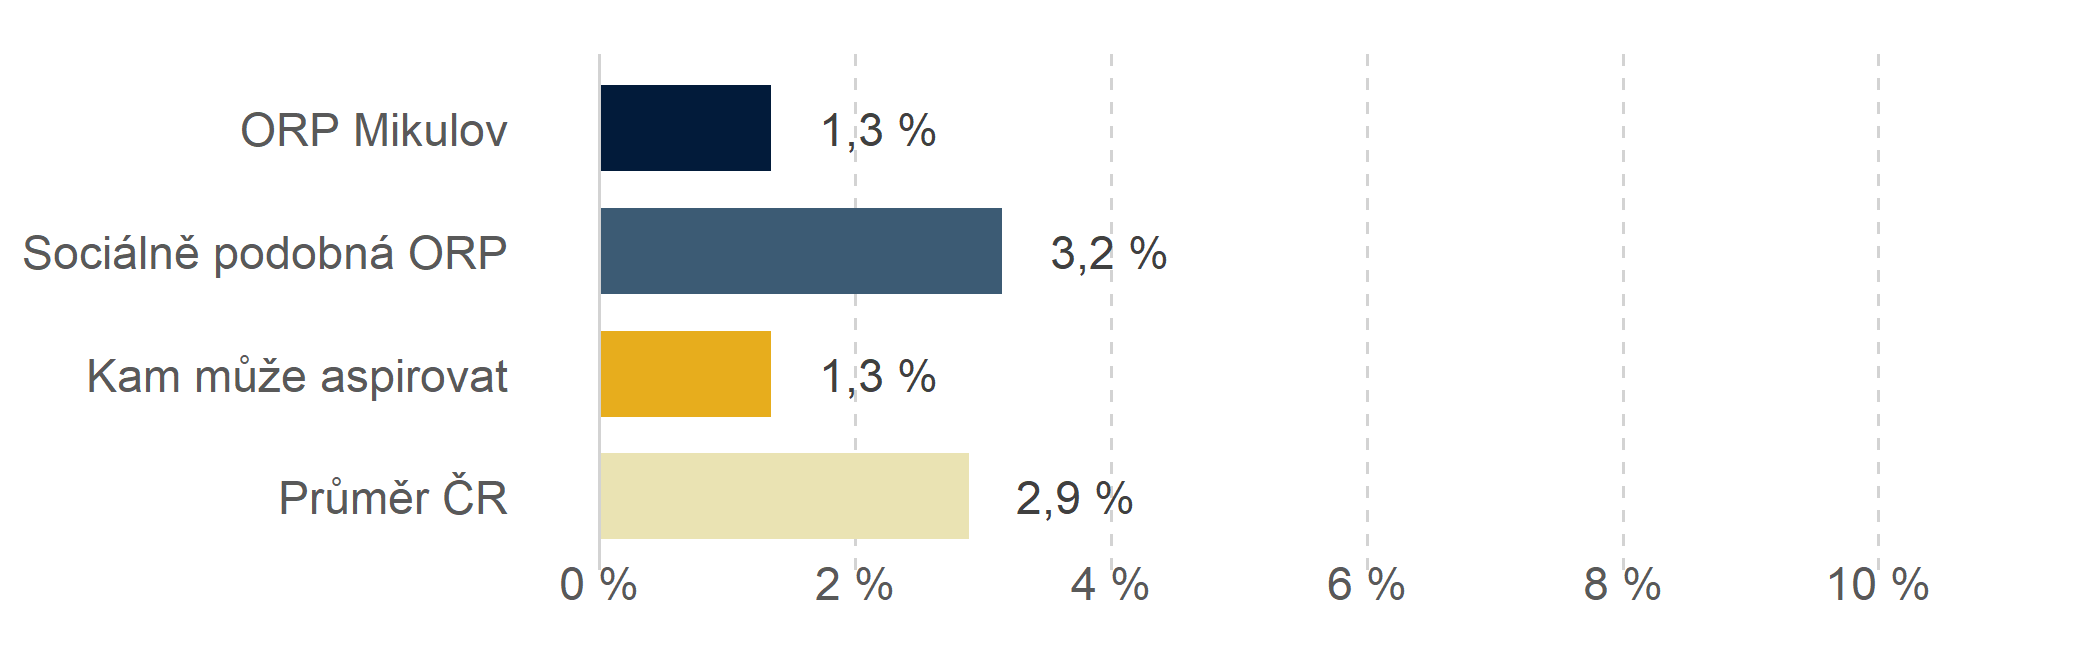 ORP Mikulov 1,3 %
Sociálně podobná ORP 3,2 %
Kam může aspirovat 1,3 %
Průměr ČR 2,9 %
0 % 2 % 4 % 6 % 8 % 10 %